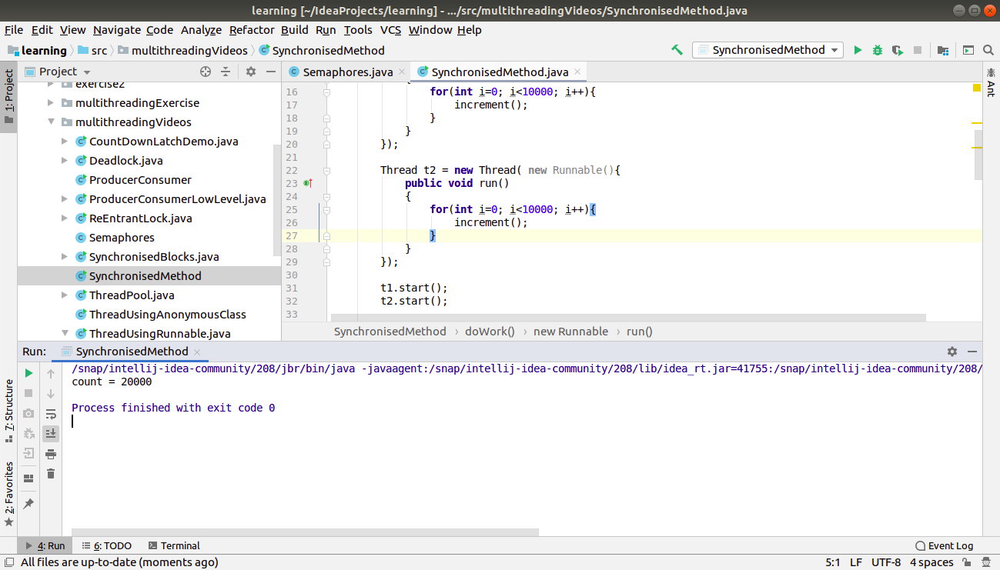 learning [~/IdeaProjects/learning] - .../src/multithreadingVideos/SynchronisedMethod.java
File Edit View Navigate Code Analyze Refactor Build Run Tools VCS Window Help
learning src multithreadingVideos SynchronisedMethod SynchronisedMethod
1: Project
Project
Semaphores.java SynchronisedMethod.java
Ant
exercise2
multithreadingExercise
multithreadingVideos
CountDownLatchDemo.java
Deadlock.java
ProducerConsumer
ProducerConsumerLowLevel.java
ReEntrantLock.java
Semaphores
SynchronisedBlocks.java
SynchronisedMethod
ThreadPool.java
ThreadUsingAnonymousClass
ThreadUsingRunnable.java
16 for(int i=0; i<10000; i++){
17 increment();
18 }
19 }
20 });
21
22 Thread t2 = new Thread( new Runnable(){
23 public void run()
24 {
25 for(int i=0; i<10000; i++){
26 increment();
27 }
28 }
29 });
30
31 t1.start();
32 t2.start();
33
SynchronisedMethod › doWork() › new Runnable › run()
Run: SynchronisedMethod
/snap/intellij-idea-community/208/jbr/bin/java -javaagent:/snap/intellij-idea-community/208/lib/idea_rt.jar=41755:/snap/intellij-idea-community/208/
count = 20000
Process finished with exit code 0
7: Structure
2: Favorites
4: Run 6: TODO Terminal Event Log
All files are up-to-date (moments ago) 5:1 LF UTF-8 4 spaces